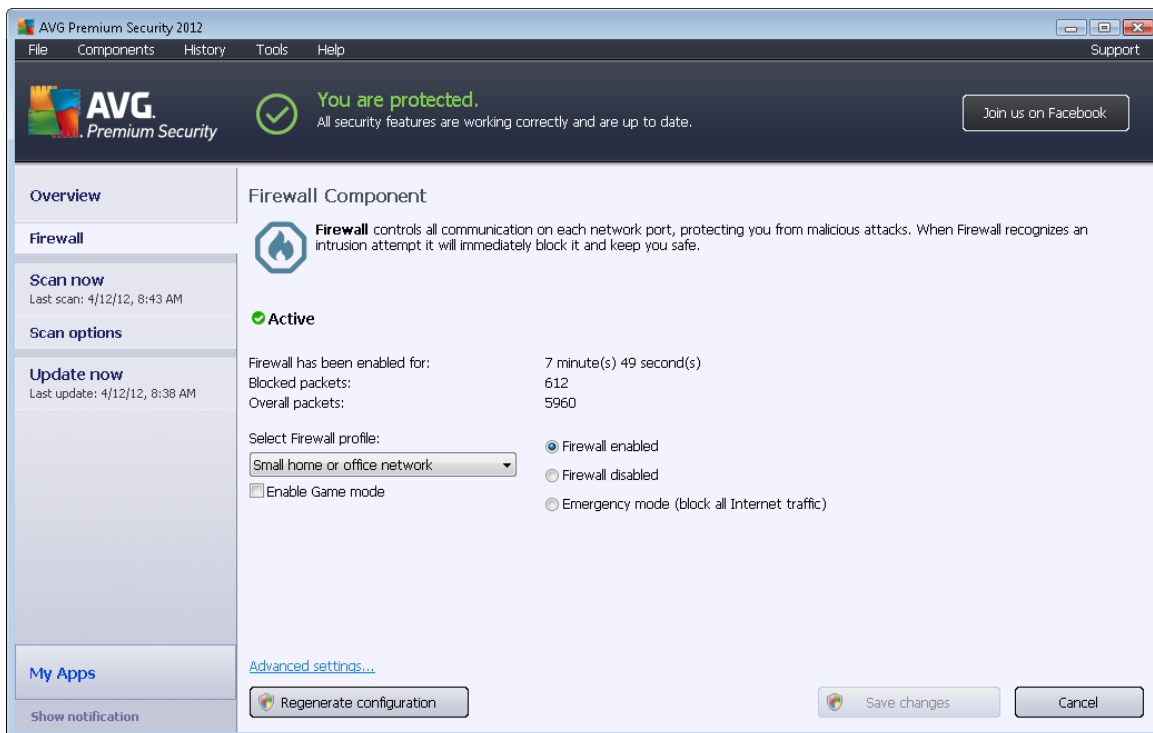 AVG Premium Security 2012
File Components History Tools Help Support
AVG.
Premium Security
You are protected.
All security features are working correctly and are up to date.
Join us on Facebook
Overview
Firewall
Scan now
Last scan: 4/12/12, 8:43 AM
Scan options
Update now
Last update: 4/12/12, 8:38 AM
My Apps
Show notification
Firewall Component
Firewall controls all communication on each network port, protecting you from malicious attacks. When Firewall recognizes an
intrusion attempt it will immediately block it and keep you safe.
Active
Firewall has been enabled for: 7 minute(s) 49 second(s)
Blocked packets: 612
Overall packets: 5960
Select Firewall profile:
Small home or office network
Enable Game mode
Firewall enabled
Firewall disabled
Emergency mode (block all Internet traffic)
Advanced settings...
Regenerate configuration
Save changes
Cancel